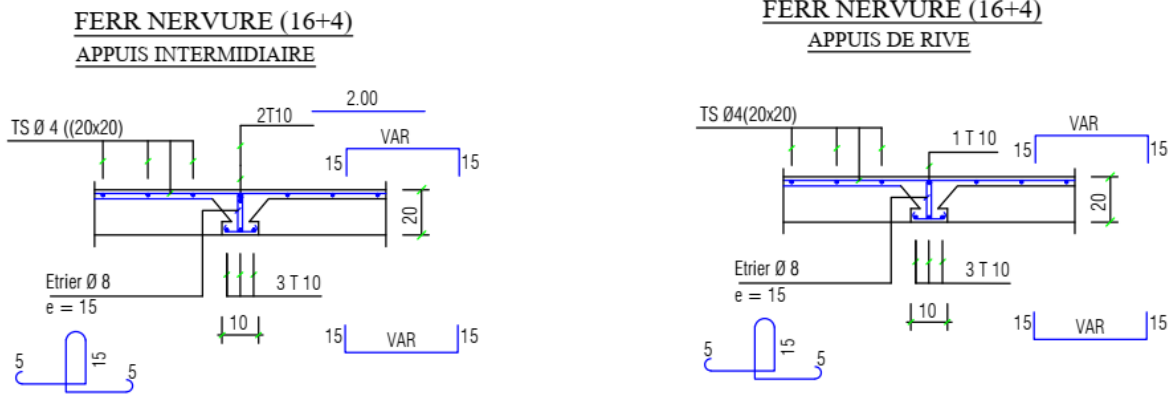 FERR NERVURE (16+4)
APPUIS INTERMIDIAIRE
2.00
2T10
TS Ø 4 ((20x20)
VAR
15
15
20
Etrier Ø 8
e = 15
3 T 10
10
15
VAR
15
5
15
5
FERR NERVURE (16+4)
APPUIS DE RIVE
TS Ø4(20x20)
VAR
1 T 10
15
15
20
Etrier Ø 8
e = 15
3 T 10
10
15
VAR
15
5
15
5